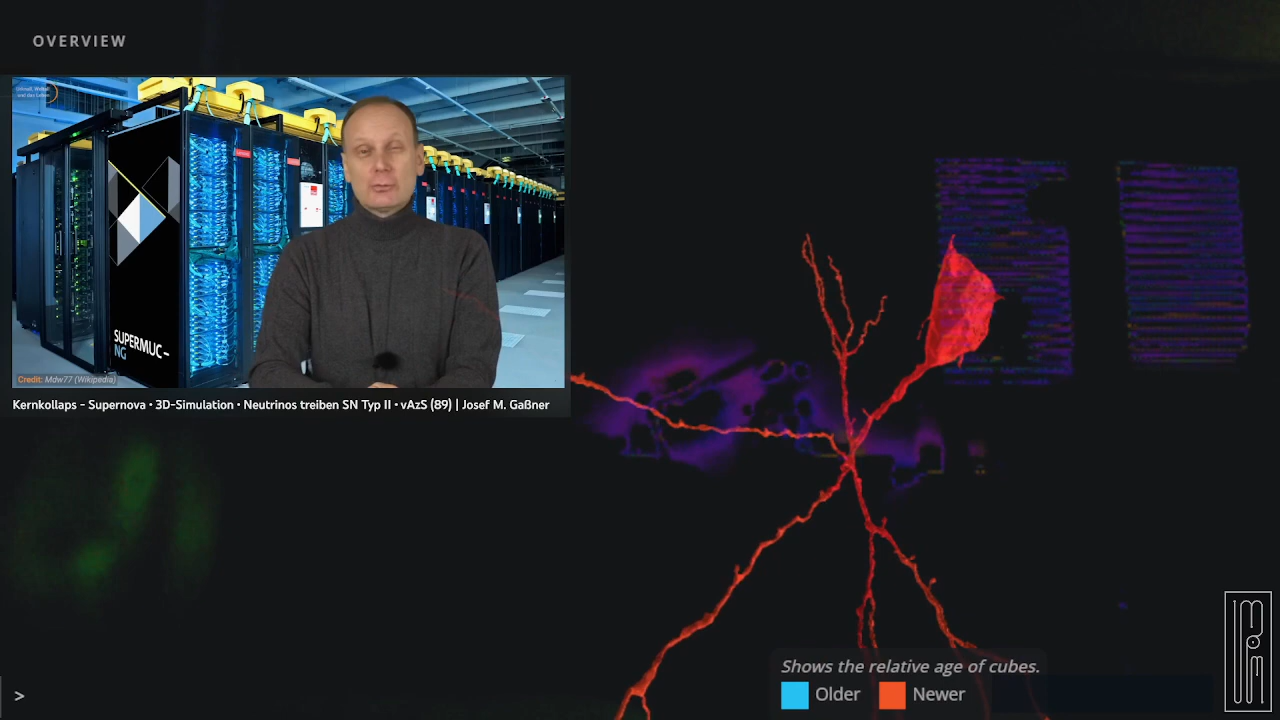 OVERVIEW
SUPERMUC-
NG
Credit: Mdw77 (Wikipedia)
Kernkollaps - Supernova • 3D-Simulation • Neutrinos treiben SN Typ II • vAzS (89) | Josef M. Gaßner
Shows the relative age of cubes.
Older
Newer
>